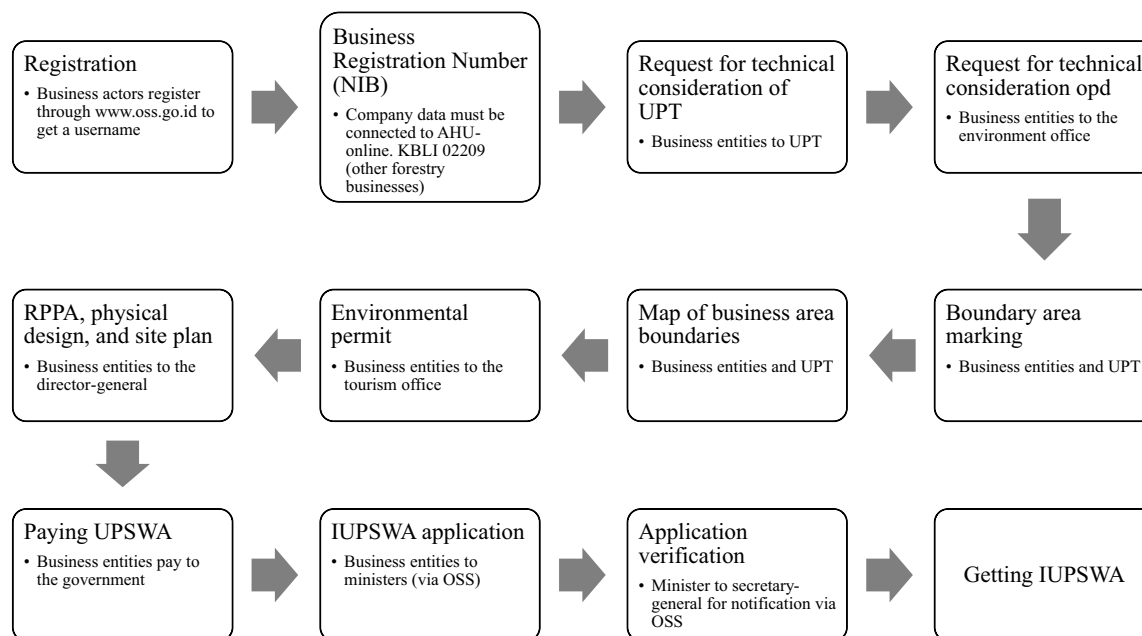 Registration
• Business actors register
through www.oss.go.id to
get a username
Business
Registration Number
(NIB)
• Company data must be
connected to AHU-
online. KBLI 02209
(other forestry
businesses)
Request for technical
consideration of
UPT
• Business entities to UPT
Request for technical
consideration opd
• Business entities to the
environment office
Boundary area
marking
• Business entities and UPT
Map of business area
boundaries
• Business entities and UPT
Environmental
permit
• Business entities to the
tourism office
RPPA, physical
design, and site plan
• Business entities to the
director-general
Paying UPSWA
• Business entities pay to
the government
IUPSWA application
• Business entities to
ministers (via OSS)
Application
verification
• Minister to secretary-
general for notification via
OSS
Getting IUPSWA